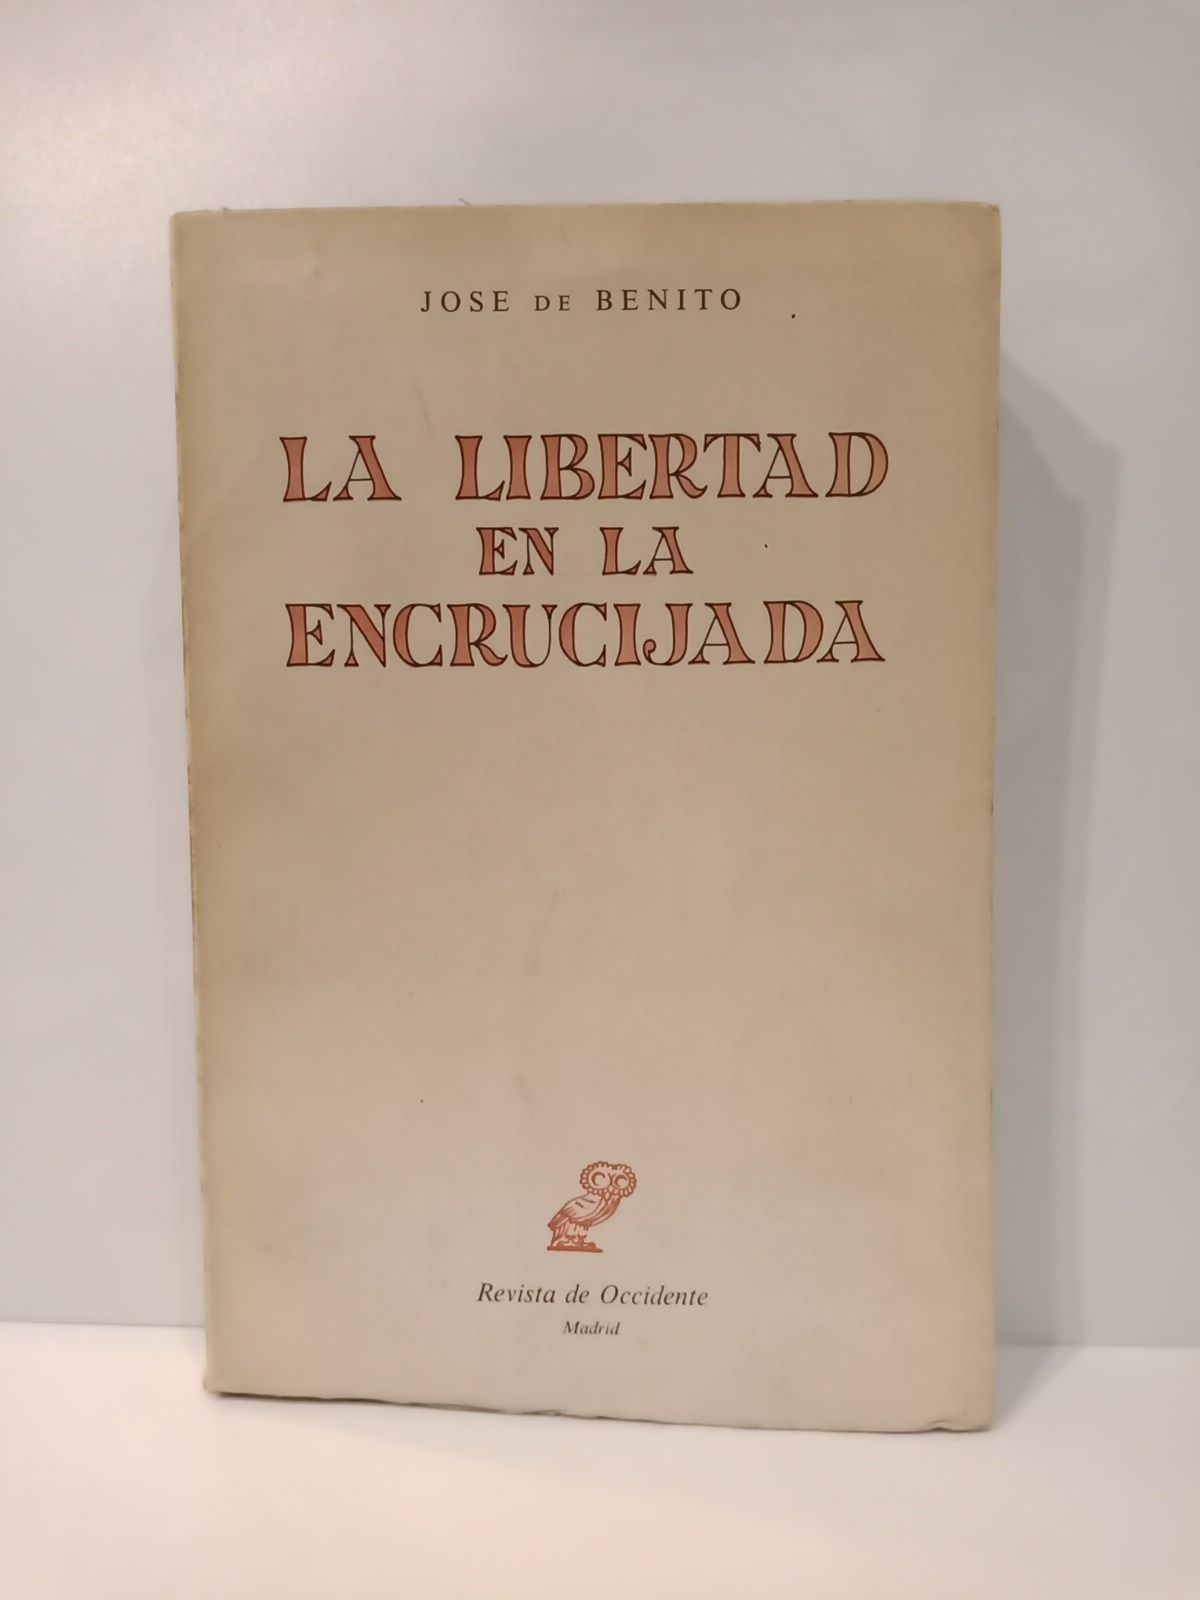 JOSE DE BENITO
LA LIBERTAD
EN LA
ENCRUCIJADA
Revista de Occidente
Madrid